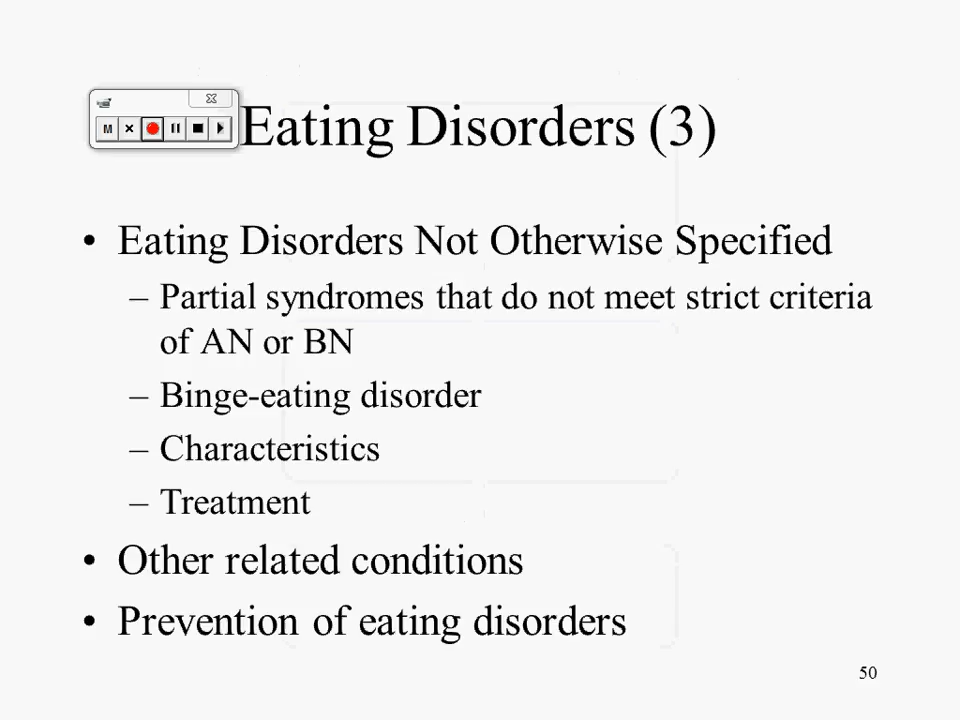 Eating Disorders (3)
• Eating Disorders Not Otherwise Specified
– Partial syndromes that do not meet strict criteria
of AN or BN
– Binge-eating disorder
– Characteristics
– Treatment
• Other related conditions
• Prevention of eating disorders
50